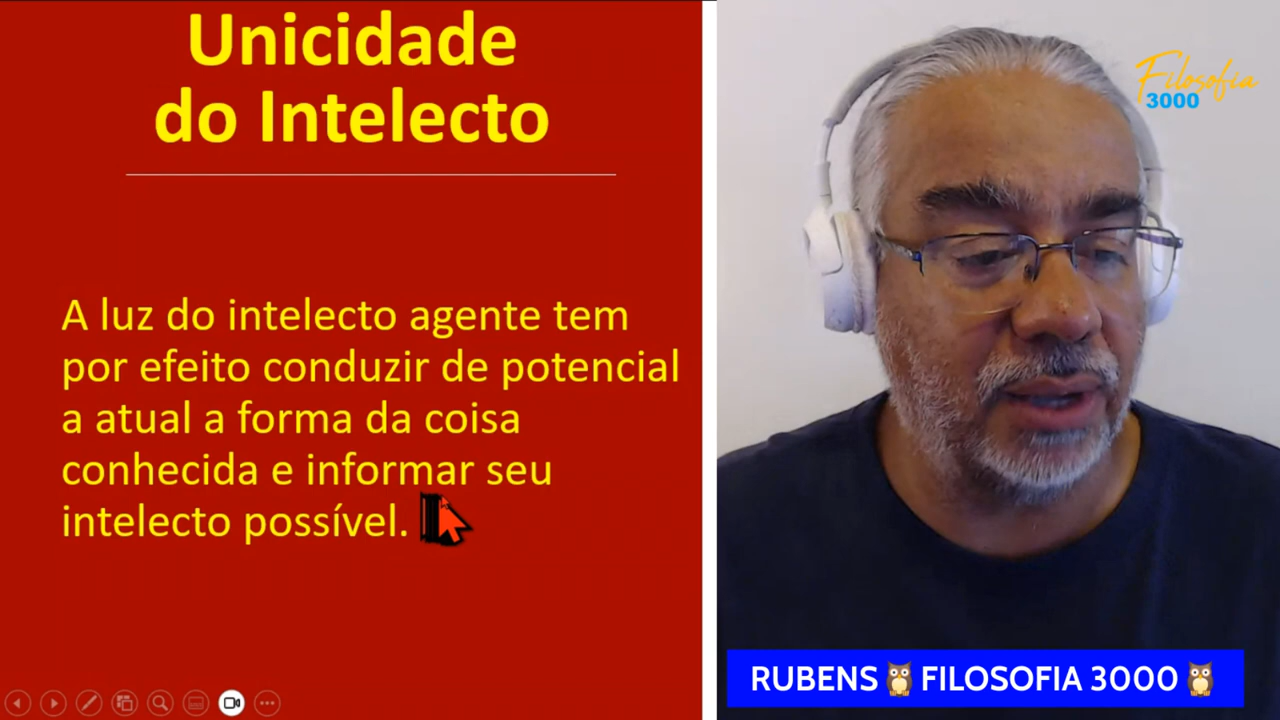 Unicidade
do Intelecto
A luz do intelecto agente tem
por efeito conduzir de potencial
a atual a forma da coisa
conhecida e informar seu
intelecto possível.
Filosofia
3000
RUBENS🦉FILOSOFIA 3000🦉